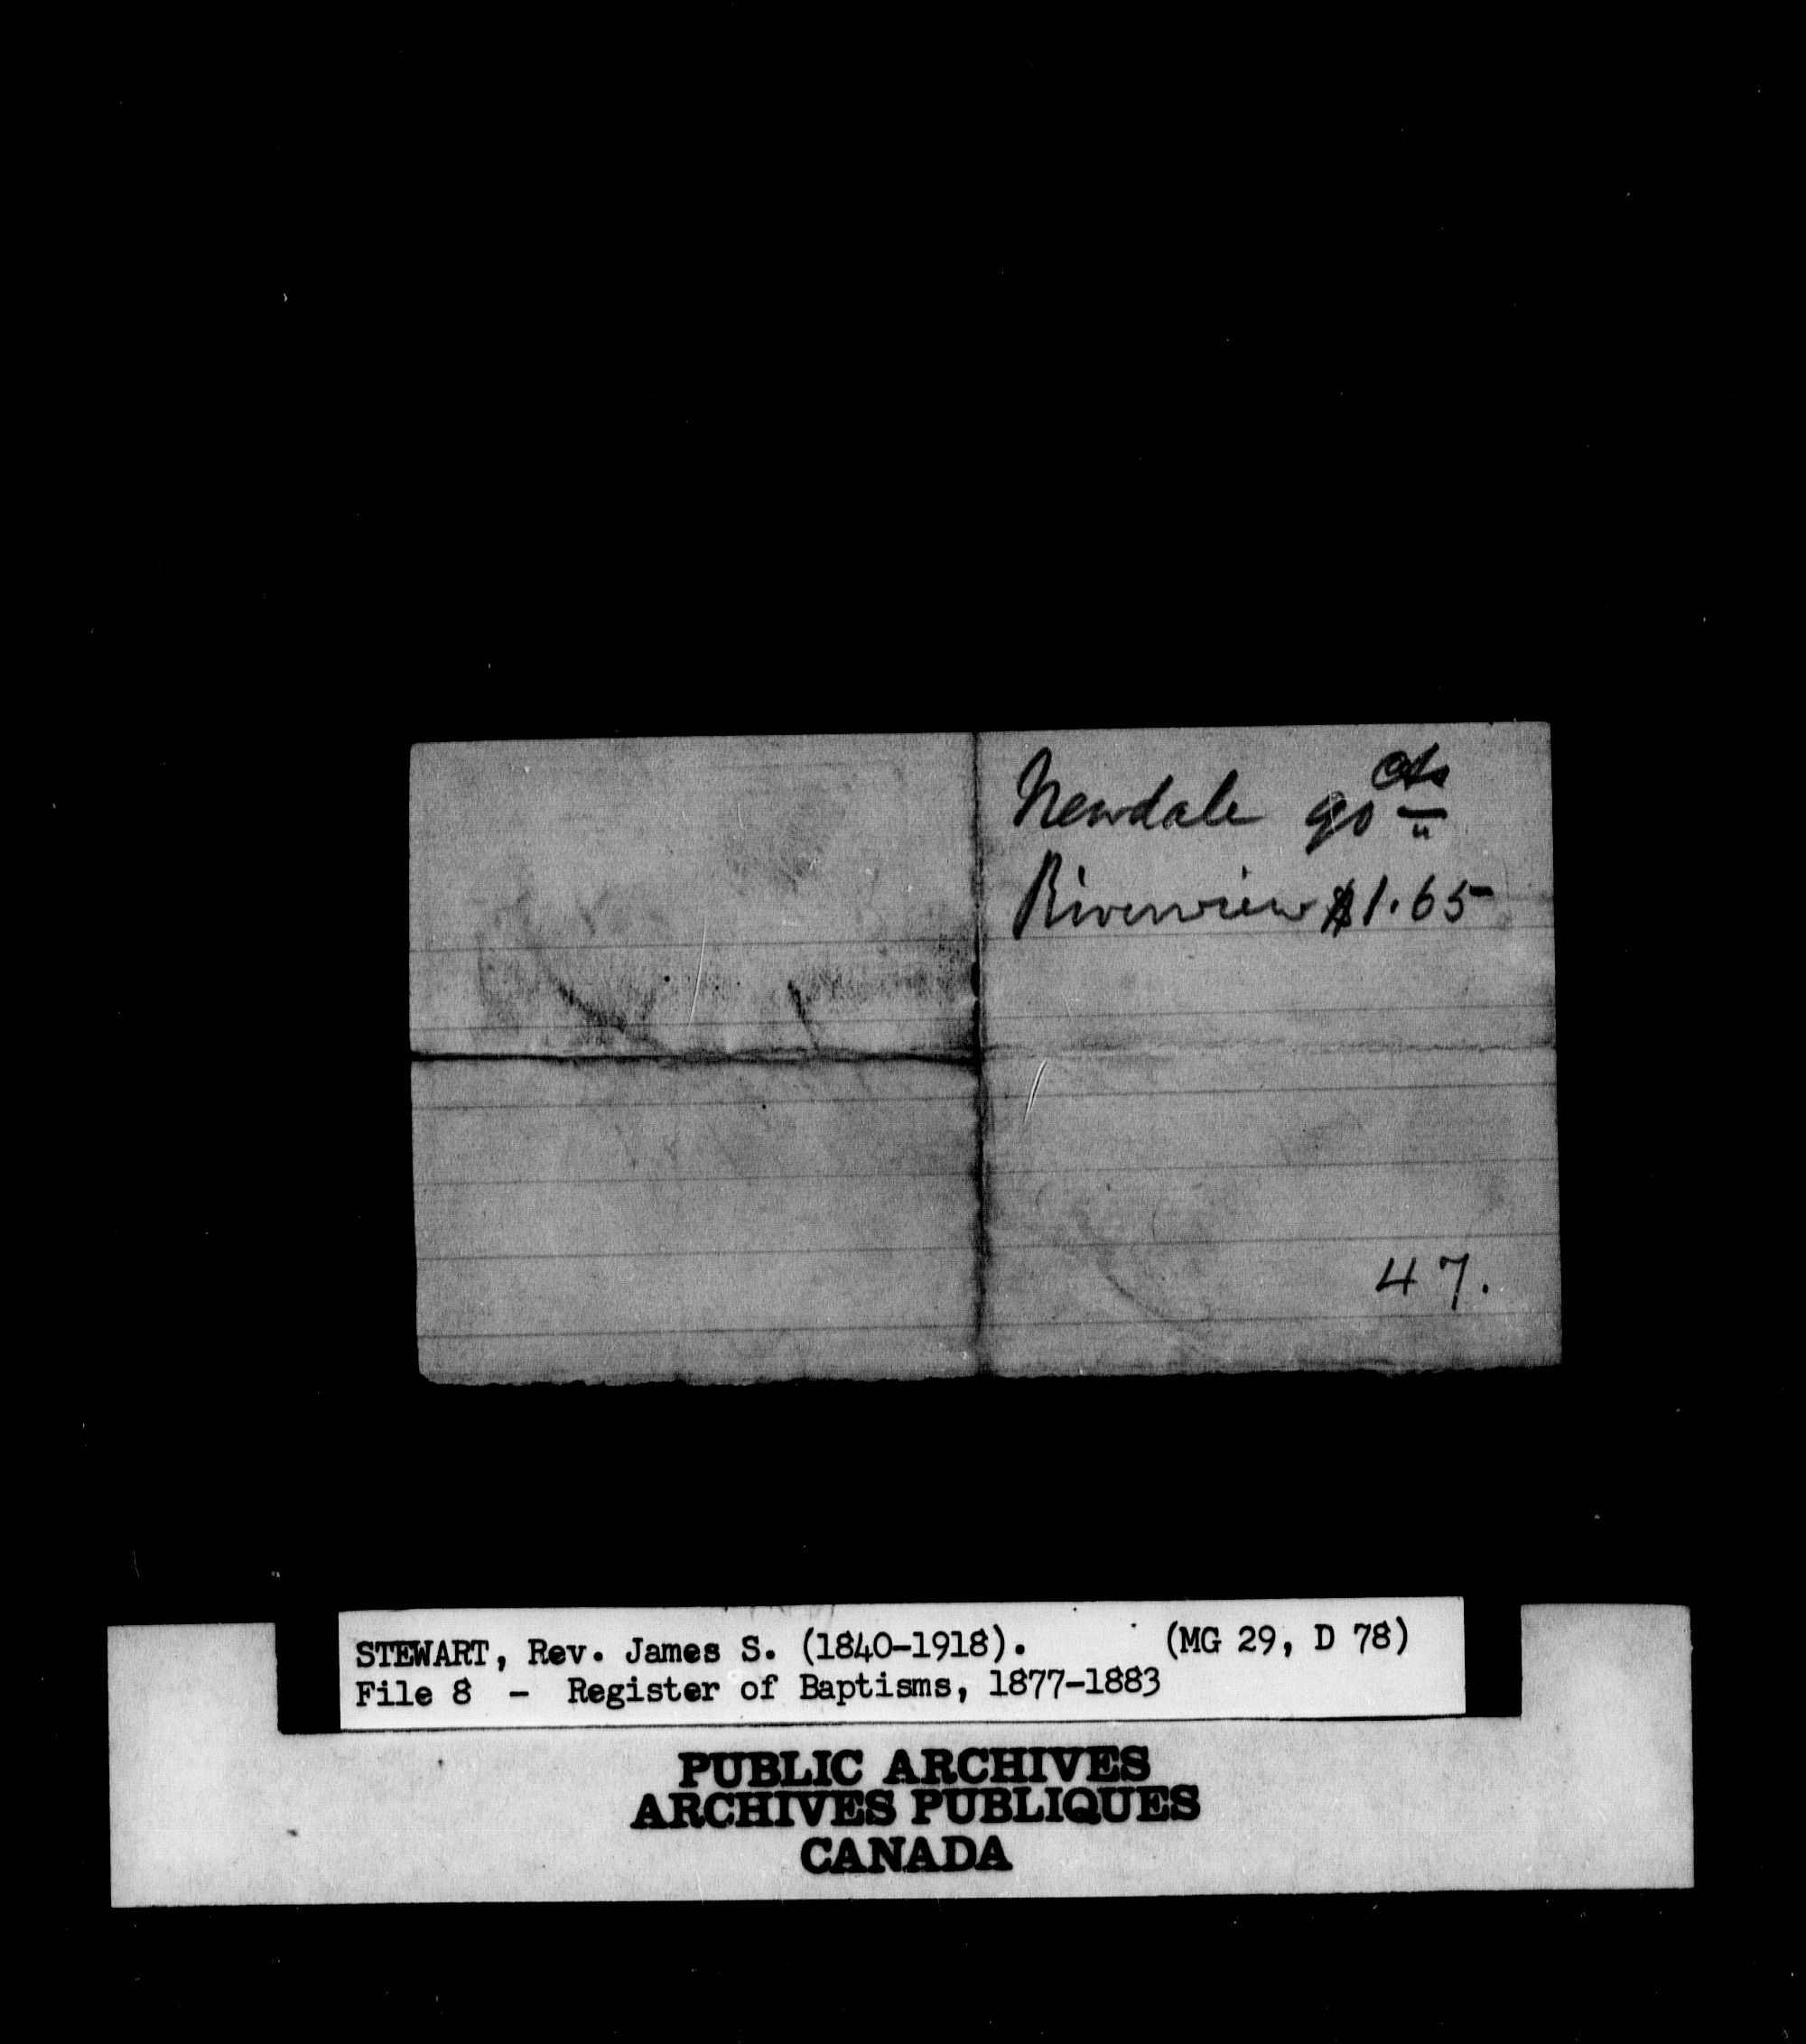 Newdale 90 cts
Riverview $1.65
47.
STEWART, Rev. James S. (1840-1918). (MG 29, D 78)
File 8 - Register of Baptisms, 1877-1883
PUBLIC ARCHIVES
ARCHIVES PUBLIQUES
CANADA